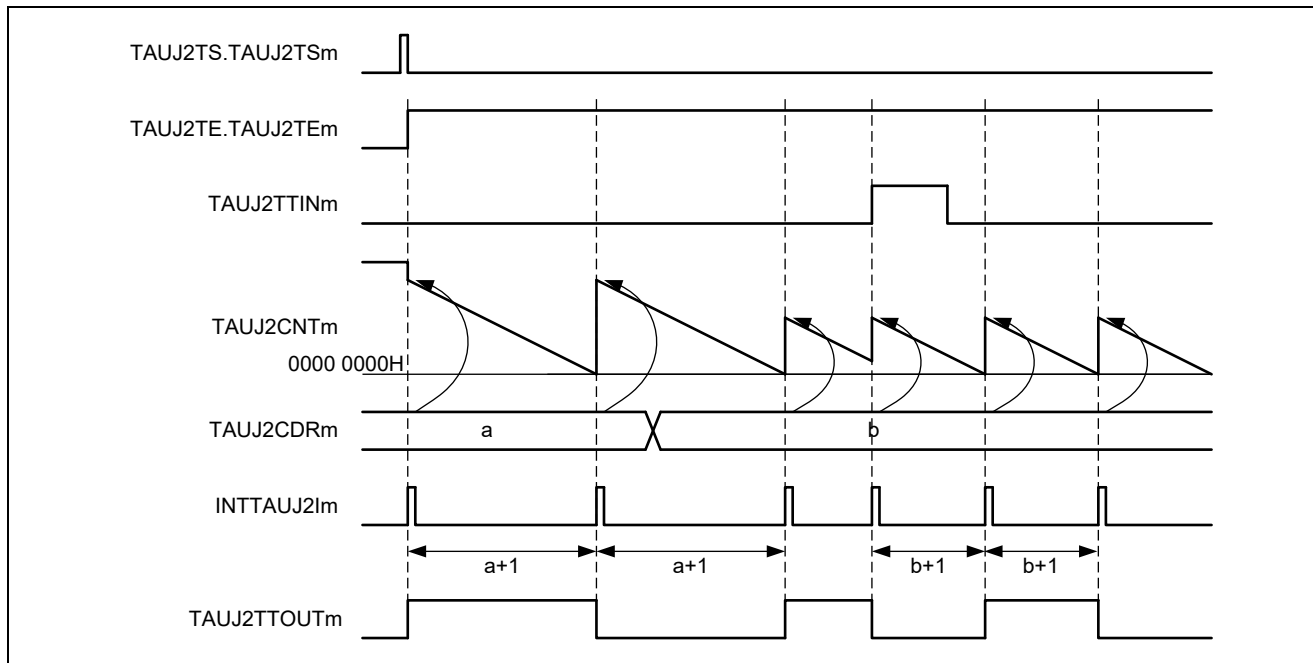 TAUJ2TS.TAUJ2TSm
TAUJ2TE.TAUJ2TEm
TAUJ2TTINm
TAUJ2CNTm
0000 0000H
TAUJ2CDRm
a
b
INTTAUJ2Im
a+1
a+1
b+1
b+1
TAUJ2TTOUTm